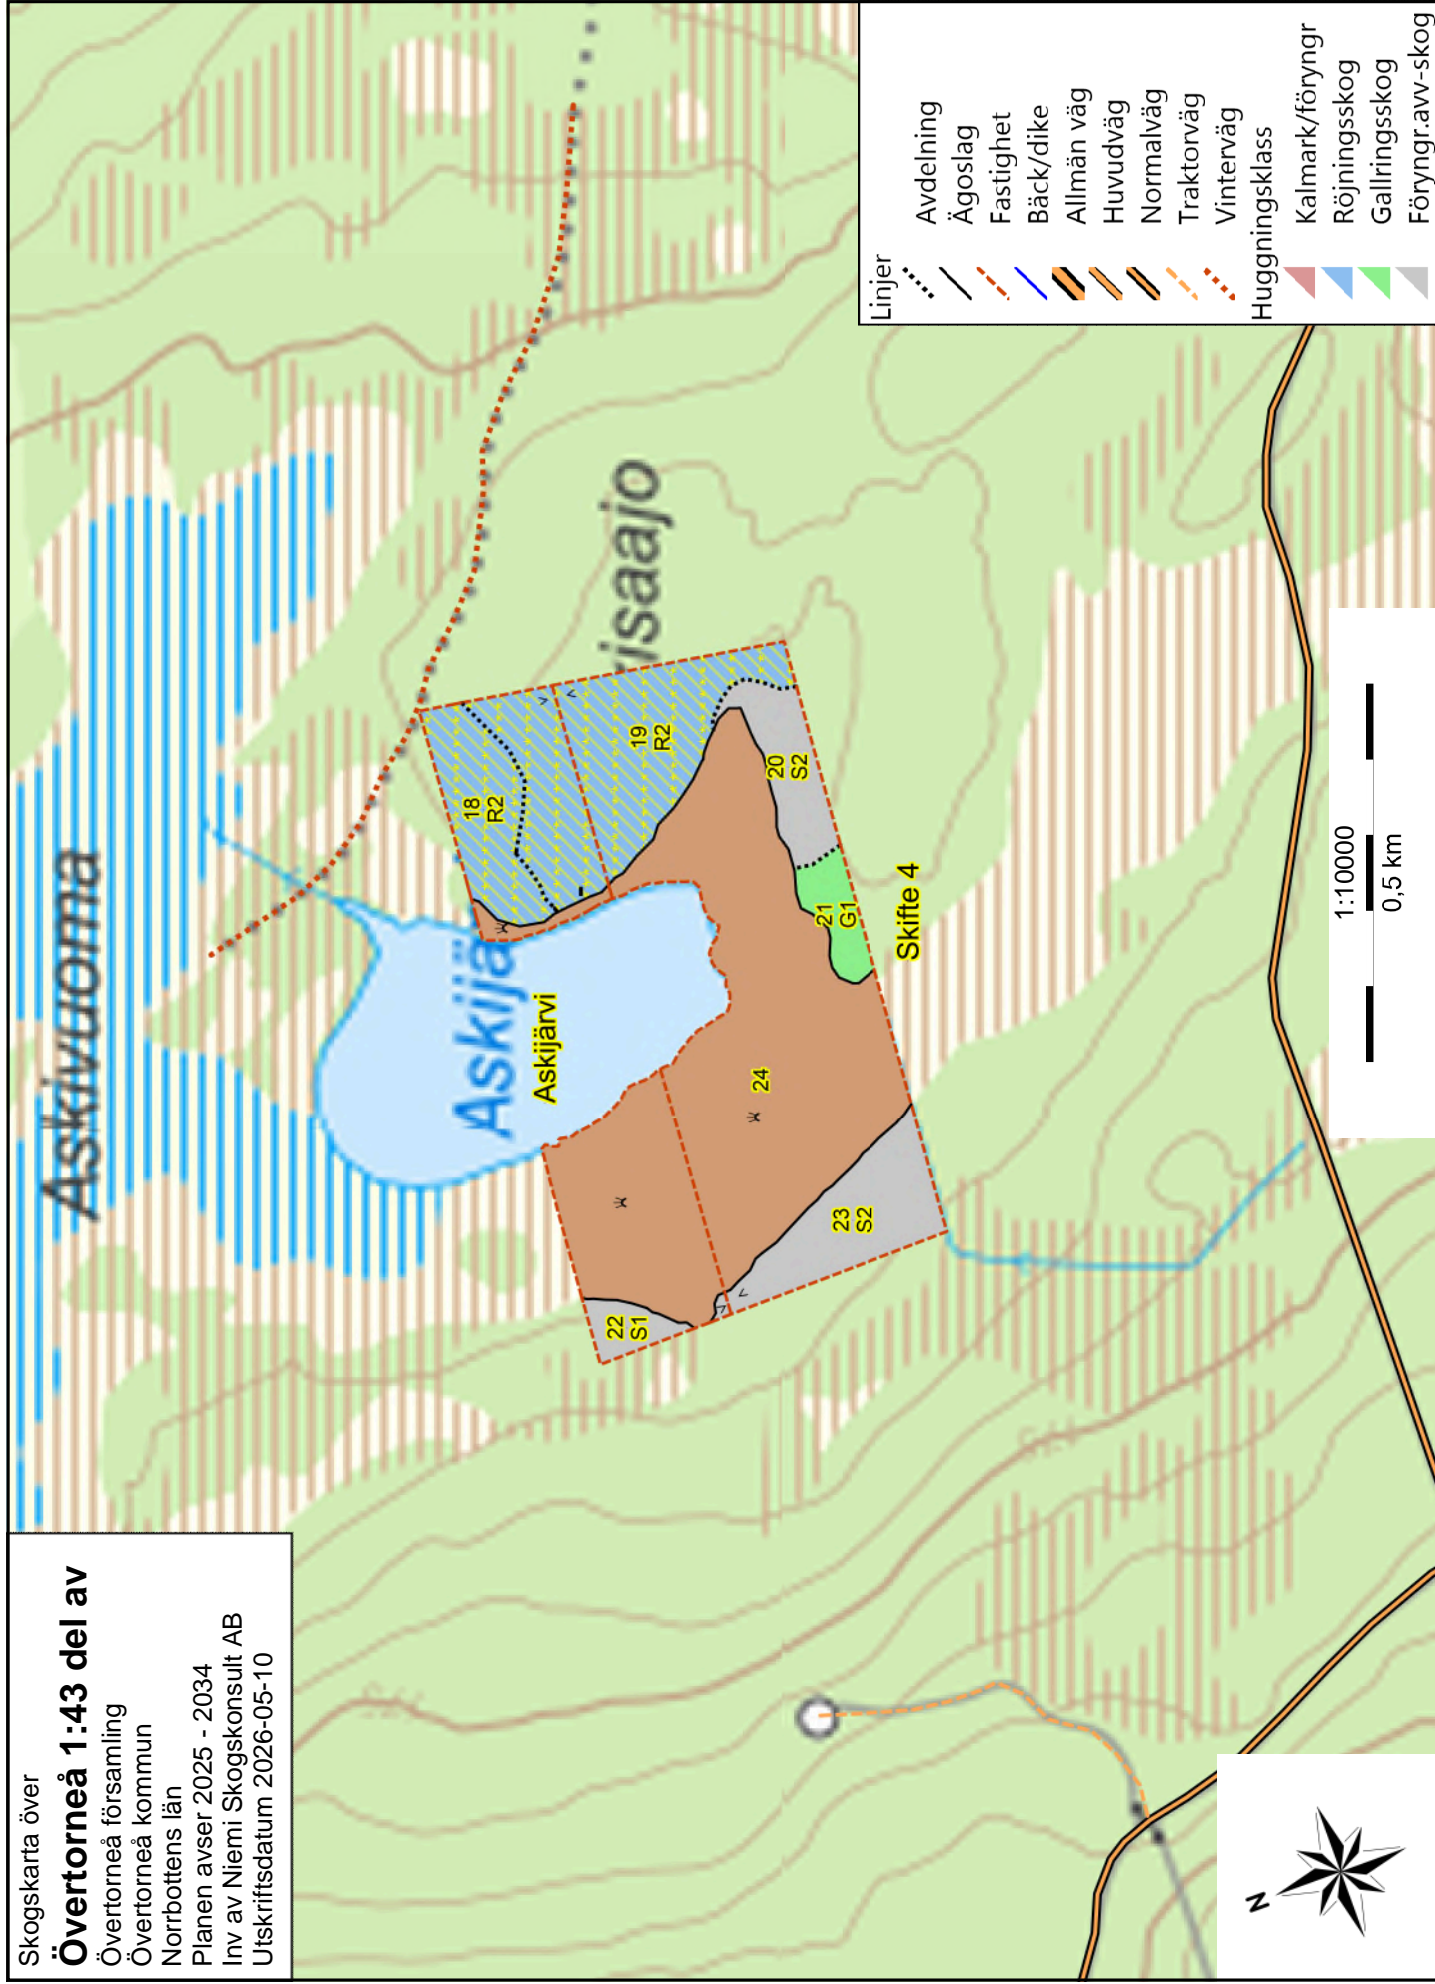 Skogskarta över
Övertorneå 1:43 del av
Övertorneå församling
Övertorneå kommun
Norrbottens län
Planen avser 2025 - 2034
Inv av Niemi Skogskonsult AB
Utskriftsdatum 2026-05-10
Askivuoma
Askijä
Askijärvi
risaajo
18
R2
19
R2
20
S2
21
G1
22
S1
23
S2
24
Skifte 4
N
1:10000
0,5 km
Linjer
Avdelning
Ägoslag
Fastighet
Bäck/dike
Allmän väg
Huvudväg
Normalväg
Traktorväg
Vinterväg
Huggningsklass
Kalmark/föryngr
Röjningsskog
Gallringsskog
Föryngr.avv-skog